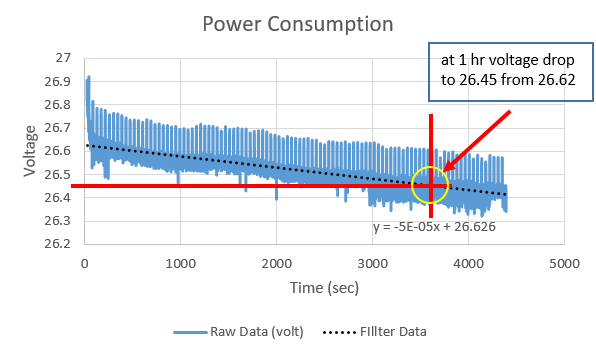 Power Consumption
at 1 hr voltage drop
to 26.45 from 26.62
27
26.9
26.8
26.7
26.6
26.5
26.4
26.3
26.2
Voltage
y = -5E-05x + 26.626
0
1000
2000
3000
4000
5000
Time (sec)
Raw Data (volt)
FIllter Data